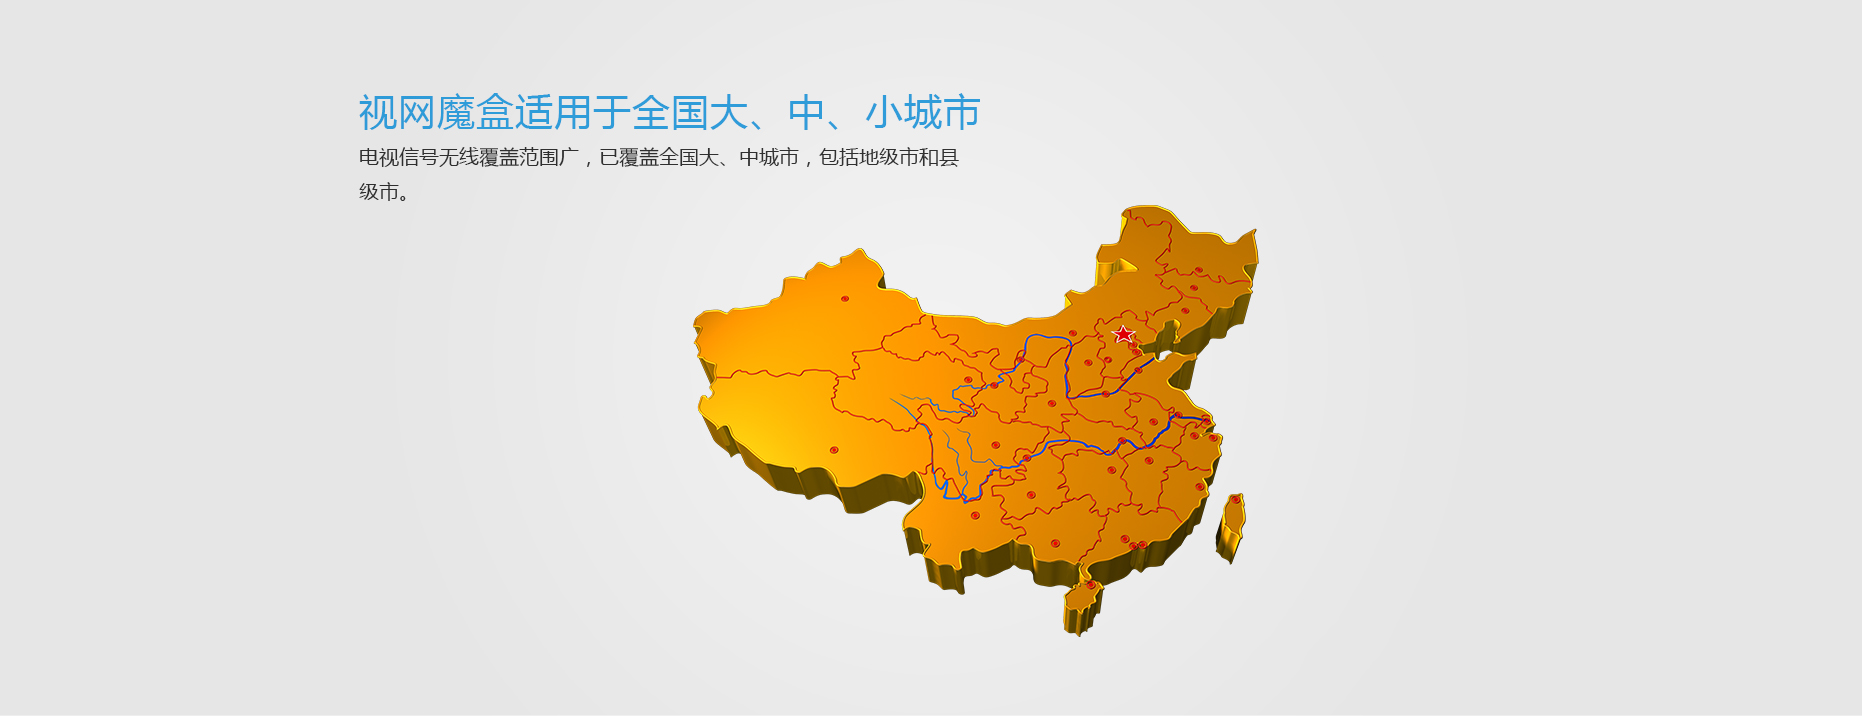 视网魔盒适用于全国大、中、小城市
电视信号无线覆盖范围广，已覆盖全国大、中城市，包括地级市和县
级市。